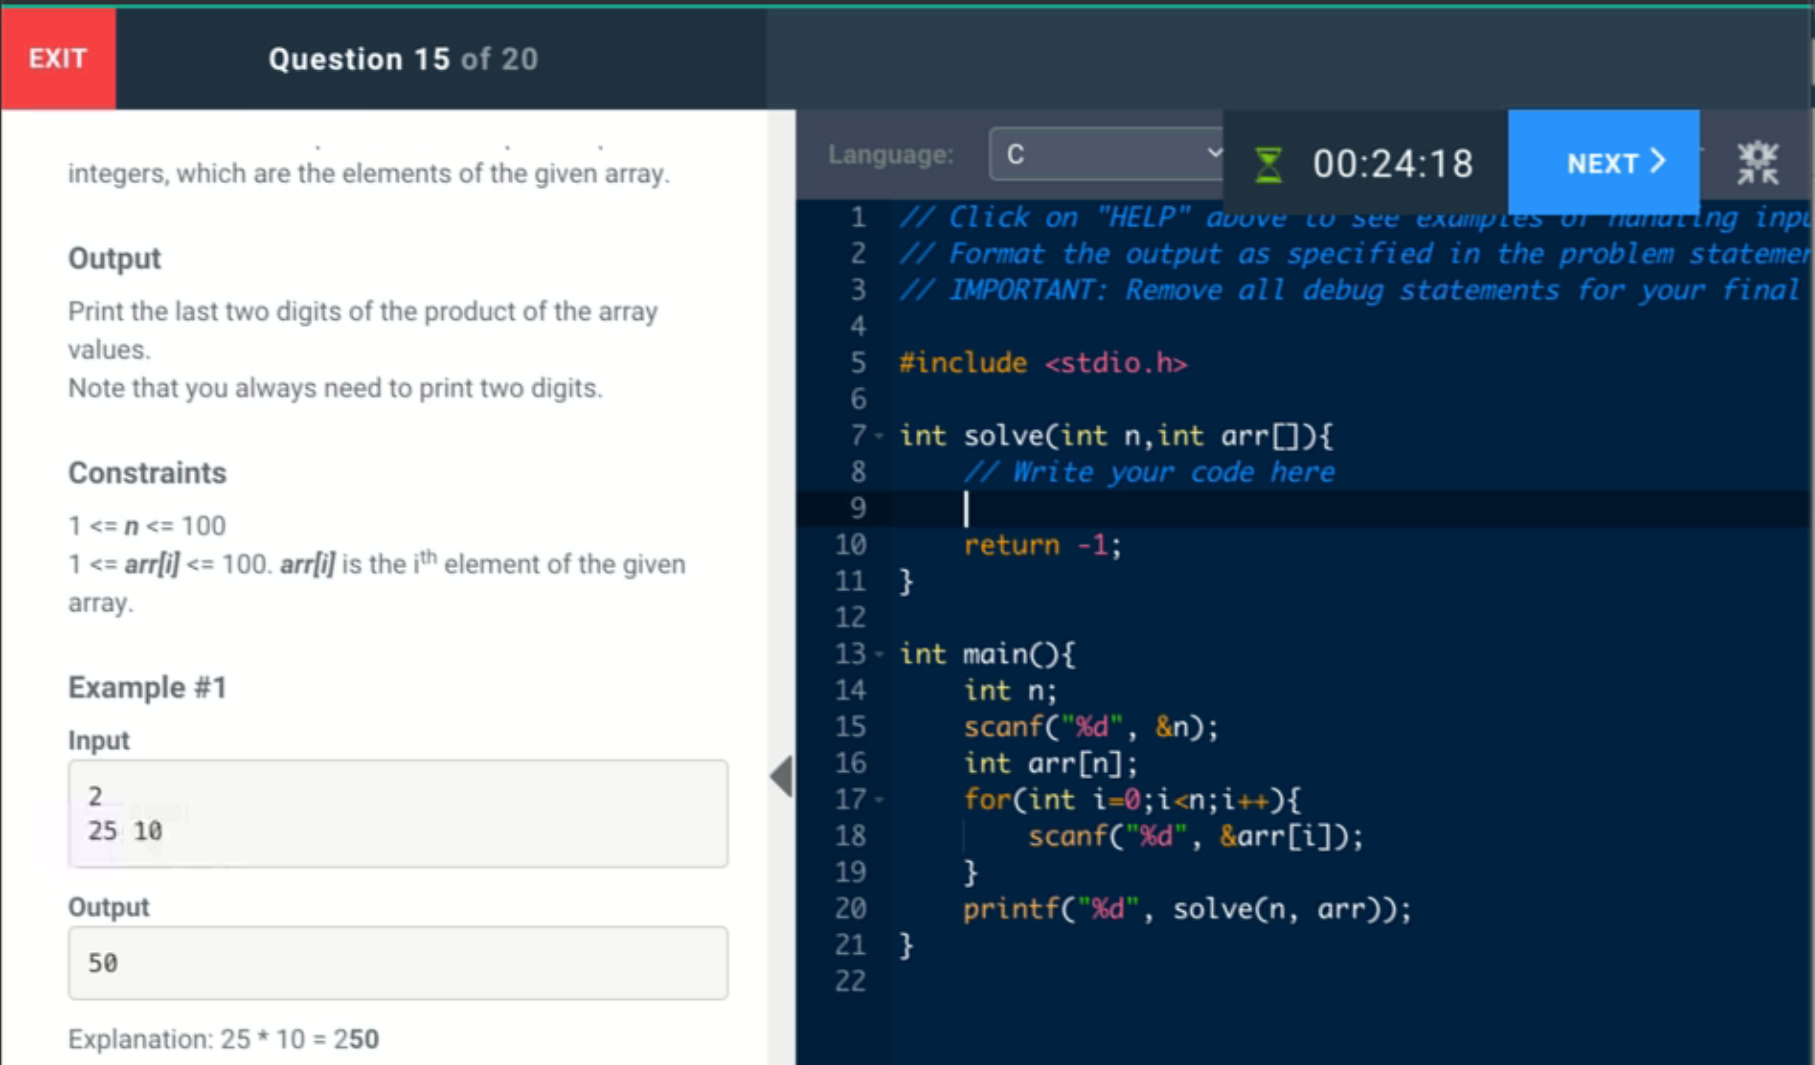 EXIT
Question 15 of 20
integers, which are the elements of the given array.
Output
Print the last two digits of the product of the array
values.
Note that you always need to print two digits.
Constraints
1 <= n <= 100
1 <= arr[i] <= 100. arr[i] is the ith element of the given
array.
Example #1
Input
2
25 10
Output
50
Explanation: 25 * 10 = 250
Language:
C
00:24:18
NEXT
1 // Click on "HELP" above to see examples of handling
2 // Format the output as specified in the problem
3 // IMPORTANT: Remove all debug statements for your final
4
5 #include <stdio.h>
6
7 int solve(int n,int arr[]){
8 // Write your code here
9
10 return -1;
11 }
12
13 int main(){
14 int n;
15 scanf("%d", &n);
16 int arr[n];
17 for(int i=0;i<n;i++){
18 scanf("%d", &arr[i]);
19 }
20 printf("%d", solve(n, arr));
21 }
22